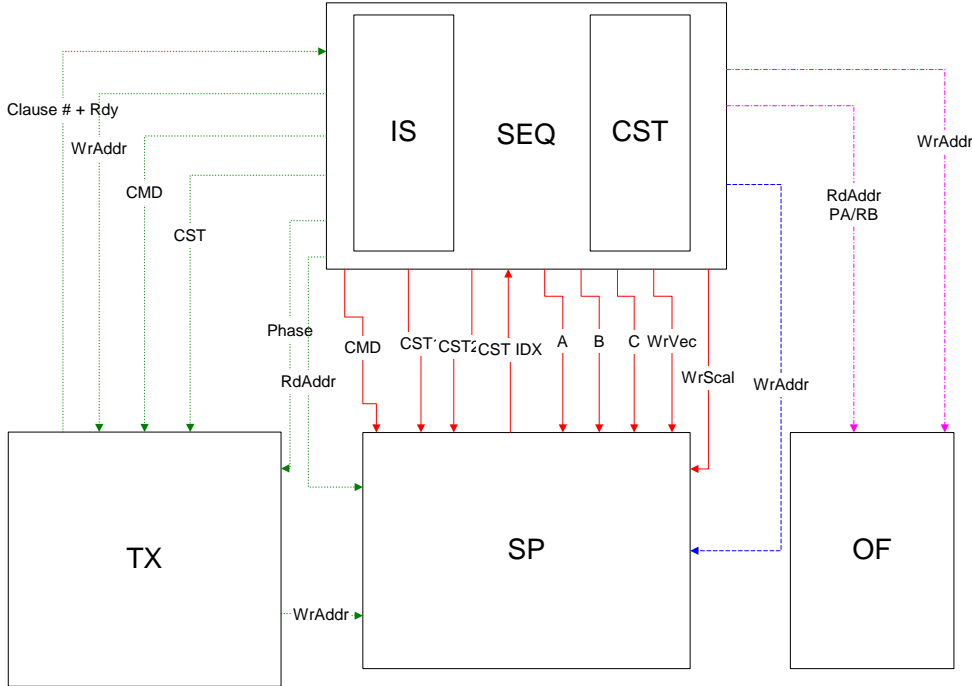 IS
SEQ
CST
Clause # + Rdy
WrAddr
CMD
CST
WrAddr
RdAddr
PA/RB
Phase
RdAddr
CMD
CST1
CST2
CST IDX
A
B
C
WrVec
WrScal
WrAddr
TX
SP
OF
WrAddr